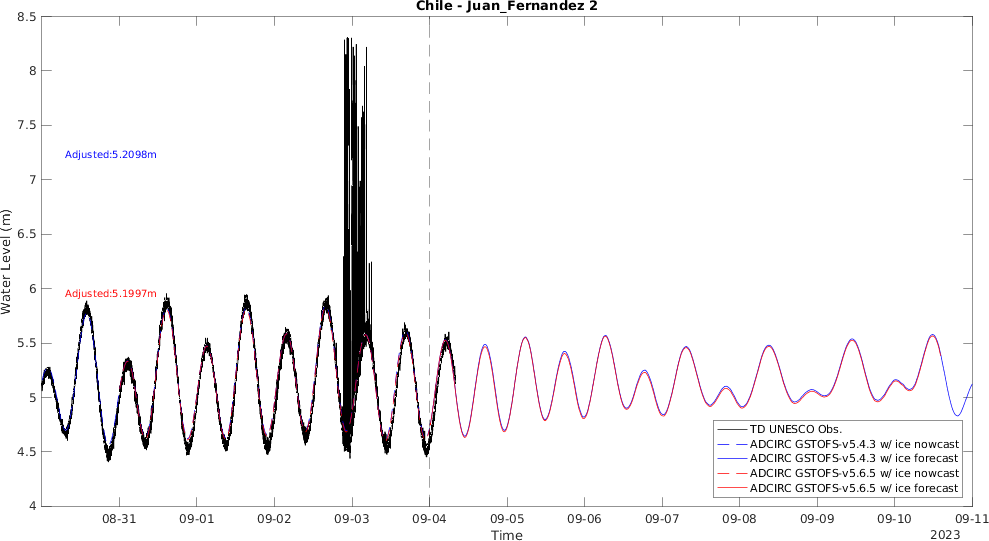 Chile - Juan_Fernandez 2
8.5
8
7.5
7
6.5
6
5.5
5
4.5
4
Water Level (m)
Adjusted:5.2098m
Adjusted:5.1997m
TD UNESCO Obs.
ADCIRC GSTOFS-v5.4.3 w/ ice nowcast
ADCIRC GSTOFS-v5.4.3 w/ ice forecast
ADCIRC GSTOFS-v5.6.5 w/ ice nowcast
ADCIRC GSTOFS-v5.6.5 w/ ice forecast
08-31 09-01 09-02 09-03 09-04 09-05 09-06 09-07 09-08 09-09 09-10 09-11
Time
2023